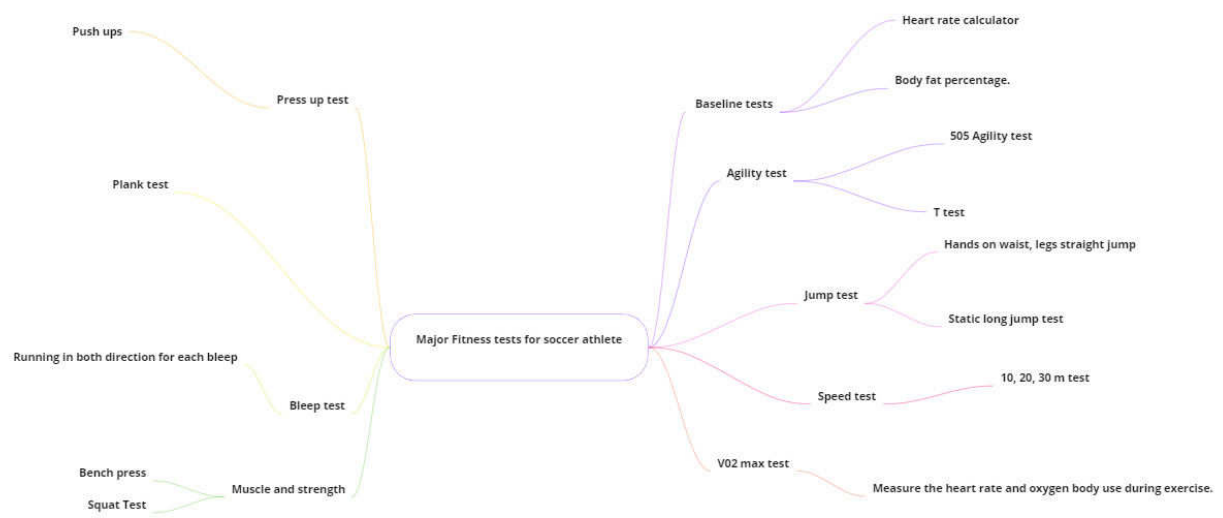 Major Fitness tests for soccer athlete
Baseline tests
Heart rate calculator
Body fat percentage.
Agility test
505 Agility test
T test
Jump test
Hands on waist, legs straight jump
Static long jump test
Speed test
10, 20, 30 m test
V02 max test
Measure the heart rate and oxygen body use during exercise.
Press up test
Push ups
Plank test
Bleep test
Running in both direction for each bleep
Muscle and strength
Bench press
Squat Test